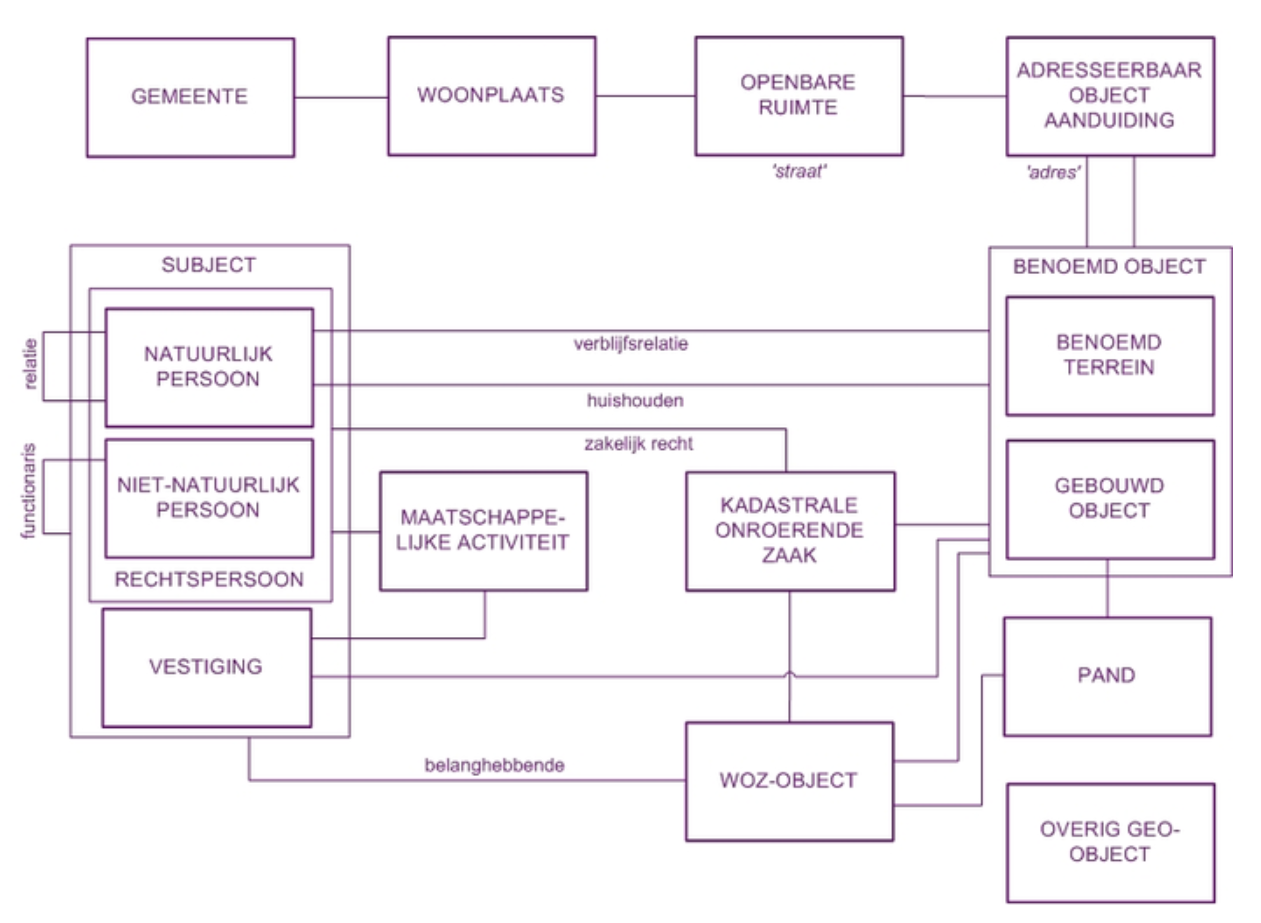 GEMEENTE
WOONPLAATS
OPENBARE
RUIMTE
'straat'
ADRESSEERBAAR
OBJECT
AANDUIDING
'adres'
SUBJECT
NATUURLIJK
PERSOON
relatie
NIET-NATUURLIJK
PERSOON
functionaris
RECHTSPERSOON
VESTIGING
verblijfsrelatie
huishouden
zakelijk recht
MAATSCHAPPE-
LIJKE ACTIVITEIT
KADASTRALE
ONROERENDE
ZAAK
BENOEMD OBJECT
BENOEMD
TERREIN
GEBOUWD
OBJECT
PAND
belanghebbende
WOZ-OBJECT
OVERIG GEO-
OBJECT